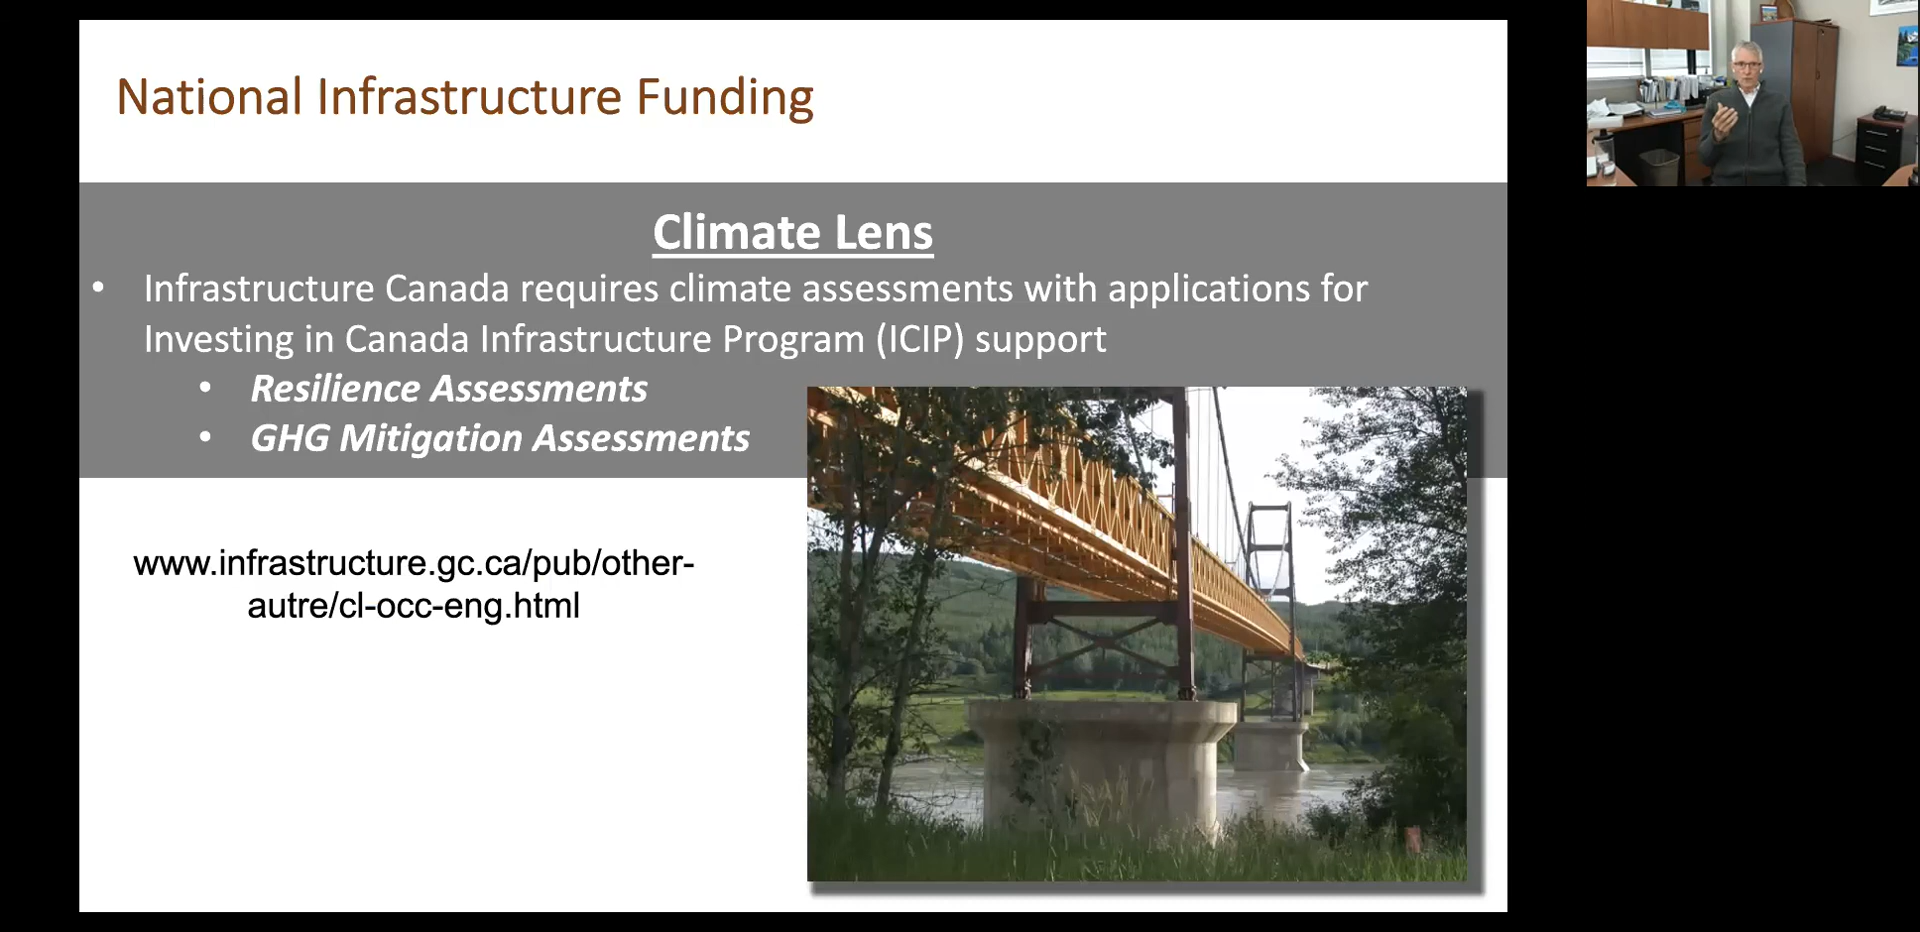 National Infrastructure Funding
Climate Lens
• Infrastructure Canada requires climate assessments with applications for
Investing in Canada Infrastructure Program (ICIP) support
• Resilience Assessments
• GHG Mitigation Assessments
www.infrastructure.gc.ca/pub/other-
autre/cl-occ-eng.html